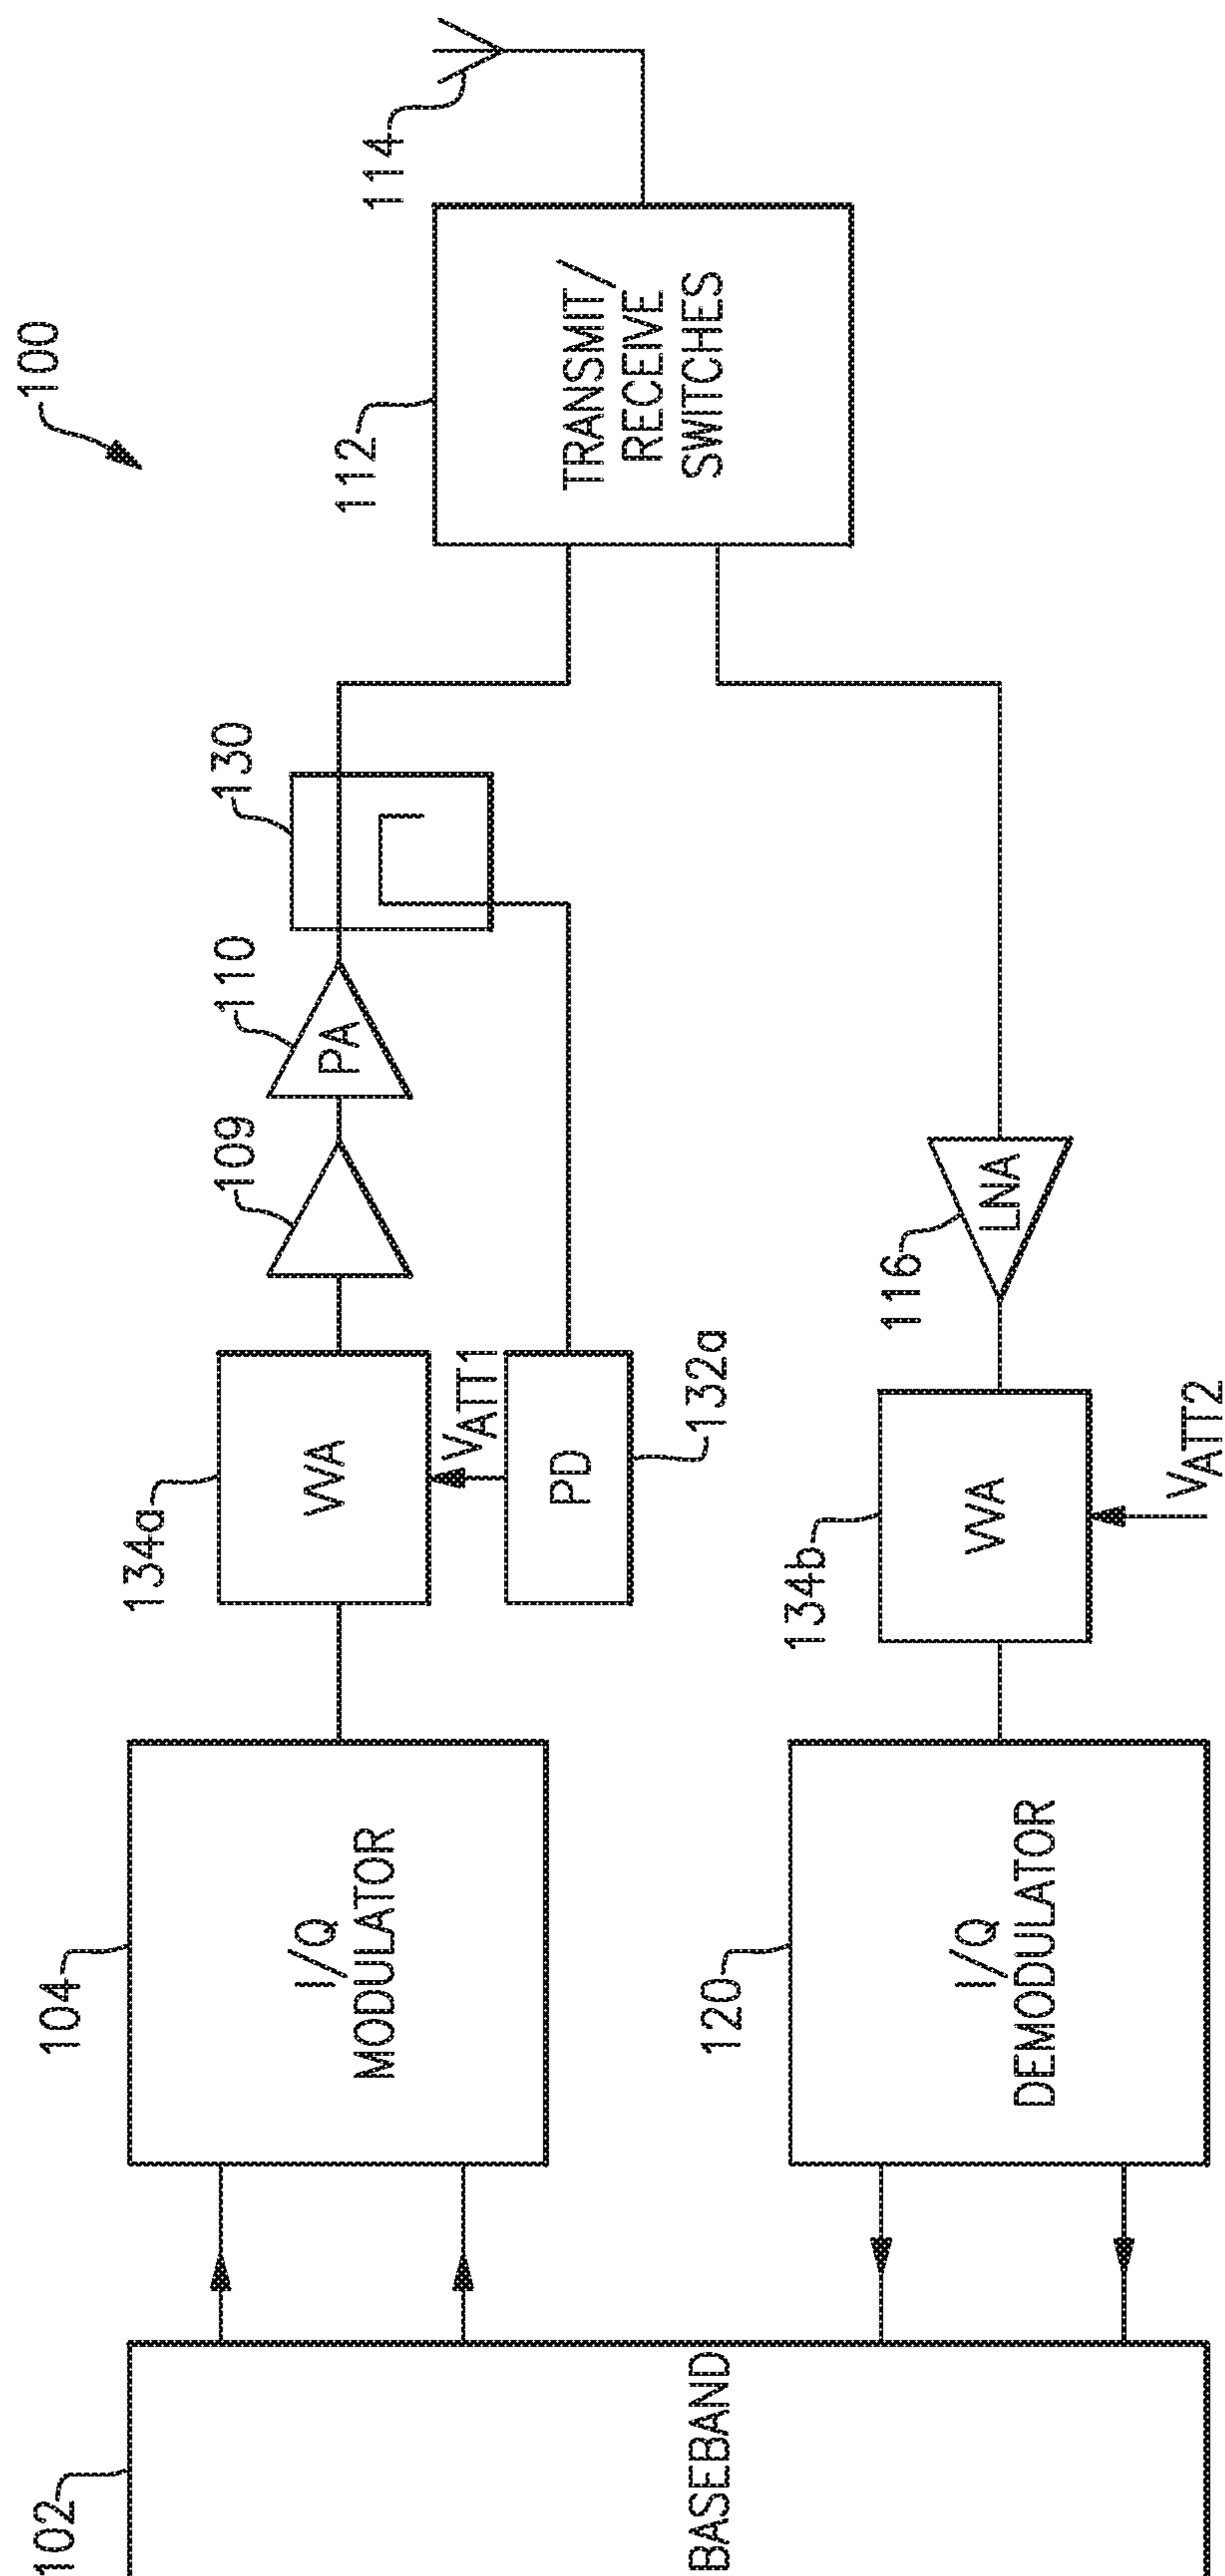 100
102
BASEBAND
104
I/Q
MODULATOR
134a
VVA
VATT1
PD
132a
109
110
PA
130
112
TRANSMIT/
RECEIVE
SWITCHES
114
120
I/Q
DEMODULATOR
134b
VVA
VATT2
116
LNA